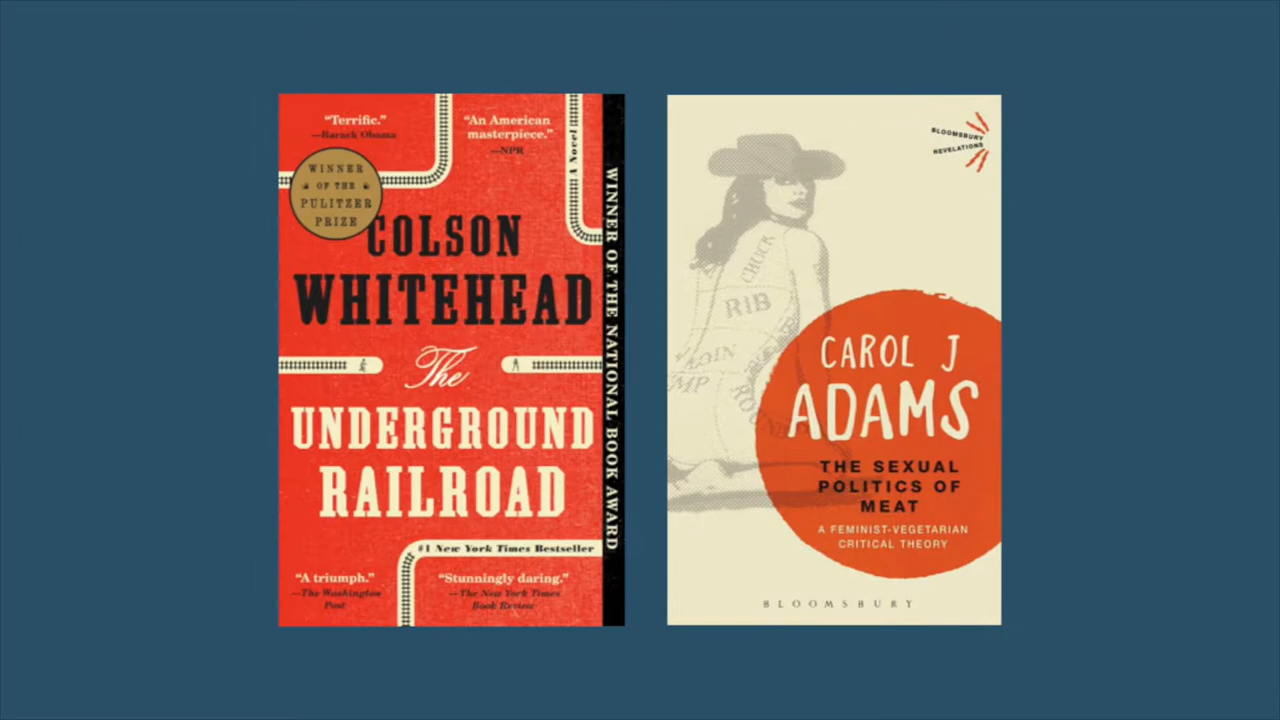 “Terrific.”
—Barack Obama
“An American
masterpiece.”
—NPR
A Novel
WINNER
OF THE
PULITZER
PRIZE
COLSON
WHITEHEAD
The
UNDERGROUND
RAILROAD
#1 New York Times Bestseller
“A triumph.”
—The Washington
Post
“Stunningly daring.”
—The New York Times
Book Review
WINNER OF THE NATIONAL BOOK AWARD
BLOOMSBURY
REVELATIONS
CHUCK
RIB
LOIN
ROUND
CAROL J
ADAMS
THE SEXUAL
POLITICS OF
MEAT
A FEMINIST-VEGETARIAN
CRITICAL THEORY
BLOOMSBURY